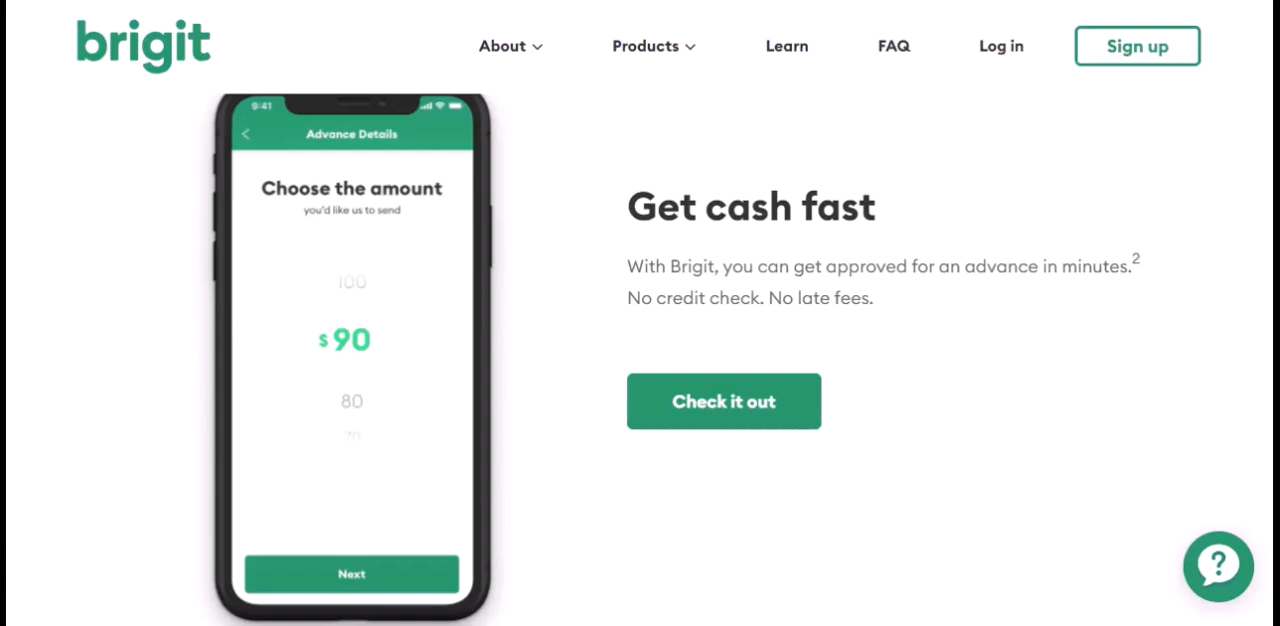 brigit
About
Products
Learn
FAQ
Log in
Sign up
9:41
Advance Details
Choose the amount
you'd like us to send
100
$ 90
80
70
Next
Get cash fast
With Brigit, you can get approved for an advance in minutes.2
No credit check. No late fees.
Check it out
?